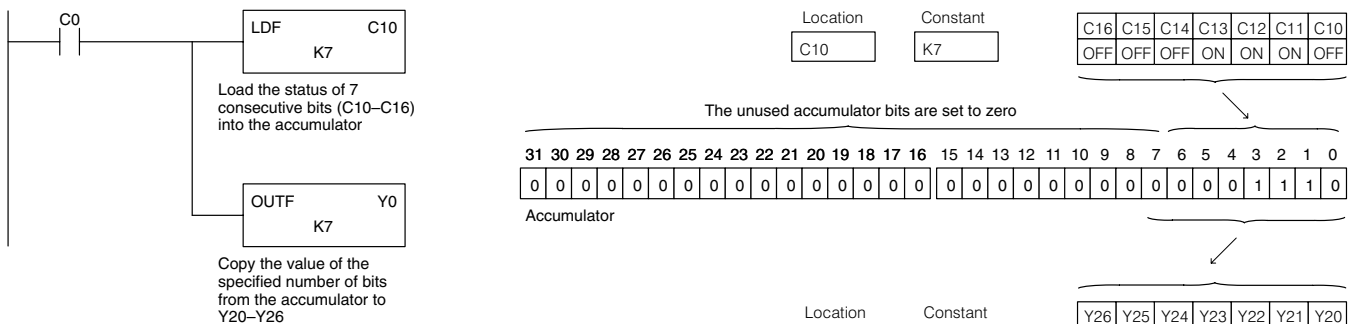 C0
LDF C10
K7
Load the status of 7
consecutive bits (C10–C16)
into the accumulator
OUTF Y0
K7
Copy the value of the
specified number of bits
from the accumulator to
Y20–Y26
Location Constant
C10 K7
C16 C15 C14 C13 C12 C11 C10
OFF OFF OFF ON ON ON OFF
The unused accumulator bits are set to zero
31 30 29 28 27 26 25 24 23 22 21 20 19 18 17 16 15 14 13 12 11 10 9 8 7 6 5 4 3 2 1 0
0 0 0 0 0 0 0 0 0 0 0 0 0 0 0 0 0 0 0 0 0 0 0 0 0 0 0 0 1 1 1 0
Accumulator
Location Constant
Y26 Y25 Y24 Y23 Y22 Y21 Y20